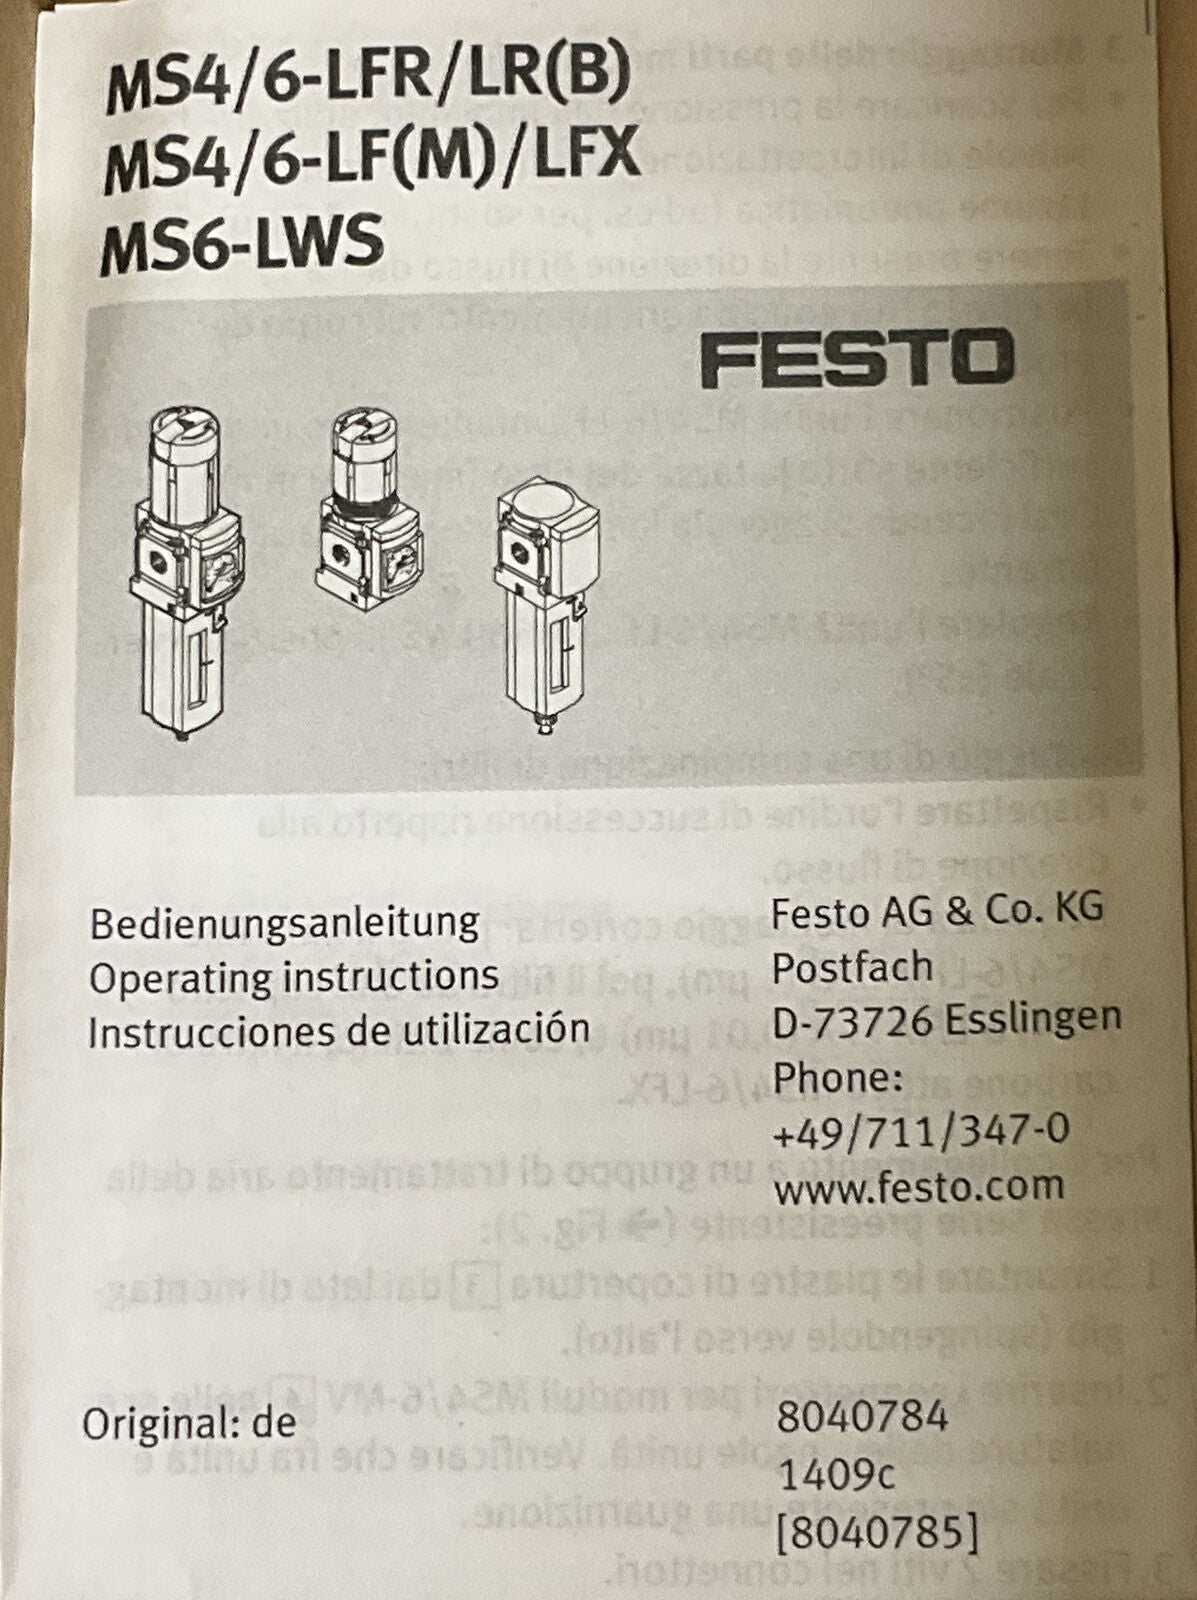 MS4/6-LFR/LR(B)
MS4/6-LF(M)/LFX
MS6-LWS
FESTO
Bedienungsanleitung
Operating instructions
Instrucciones de utilización
Festo AG & Co. KG
Postfach
D-73726 Esslingen
Phone:
+49/711/347-0
www.festo.com
Original: de
8040784
1409c
[8040785]